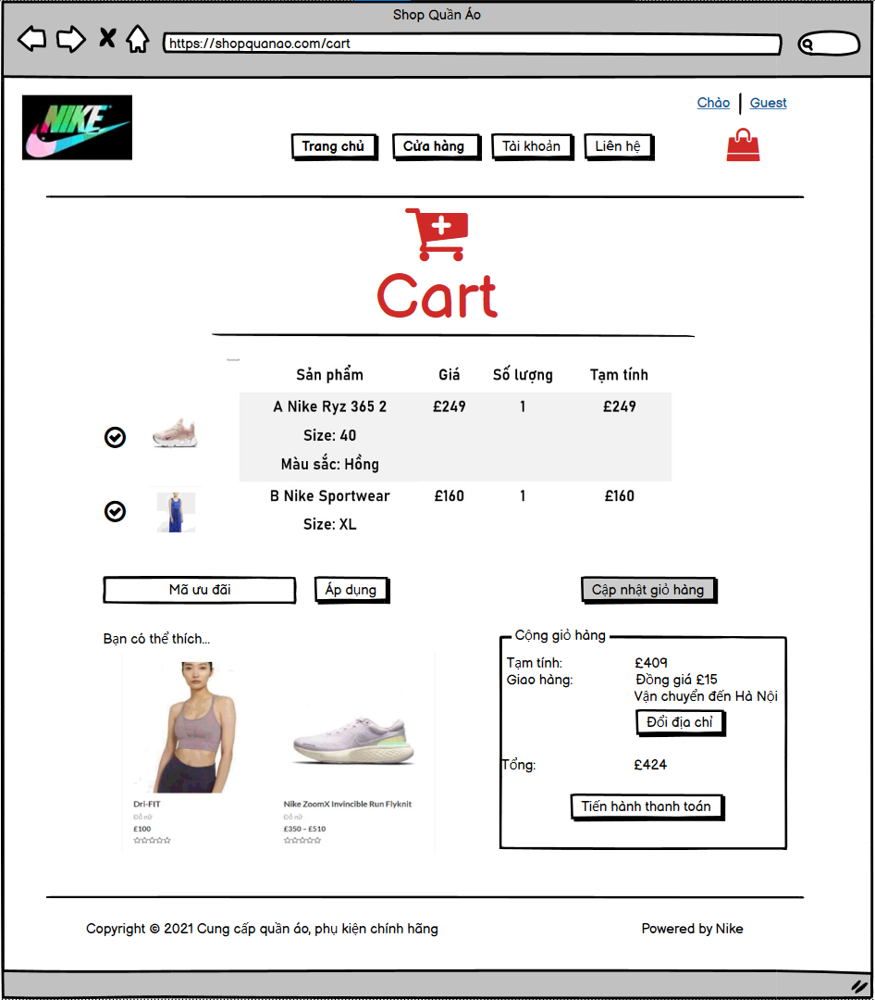 Shop Quần Áo
https://shopquanao.com/cart
NIKE
Chào | Guest
Trang chủ
Cửa hàng
Tài khoản
Liên hệ
Cart
Sản phẩm Giá Số lượng Tạm tính
A Nike Ryz 365 2 £249 1 £249
Size: 40
Màu sắc: Hồng
B Nike Sportwear £160 1 £160
Size: XL
Mã ưu đãi
Áp dụng
Cập nhật giỏ hàng
Bạn có thể thích...
Dri-FIT
Đồ nữ
£100
Nike ZoomX Invincible Run Flyknit
Đồ nữ
£350 – £510
Cộng giỏ hàng
Tạm tính: £409
Giao hàng: Đồng giá £15
Vận chuyển đến Hà Nội
Đổi địa chỉ
Tổng: £424
Tiến hành thanh toán
Copyright © 2021 Cung cấp quần áo, phụ kiện chính hãng
Powered by Nike